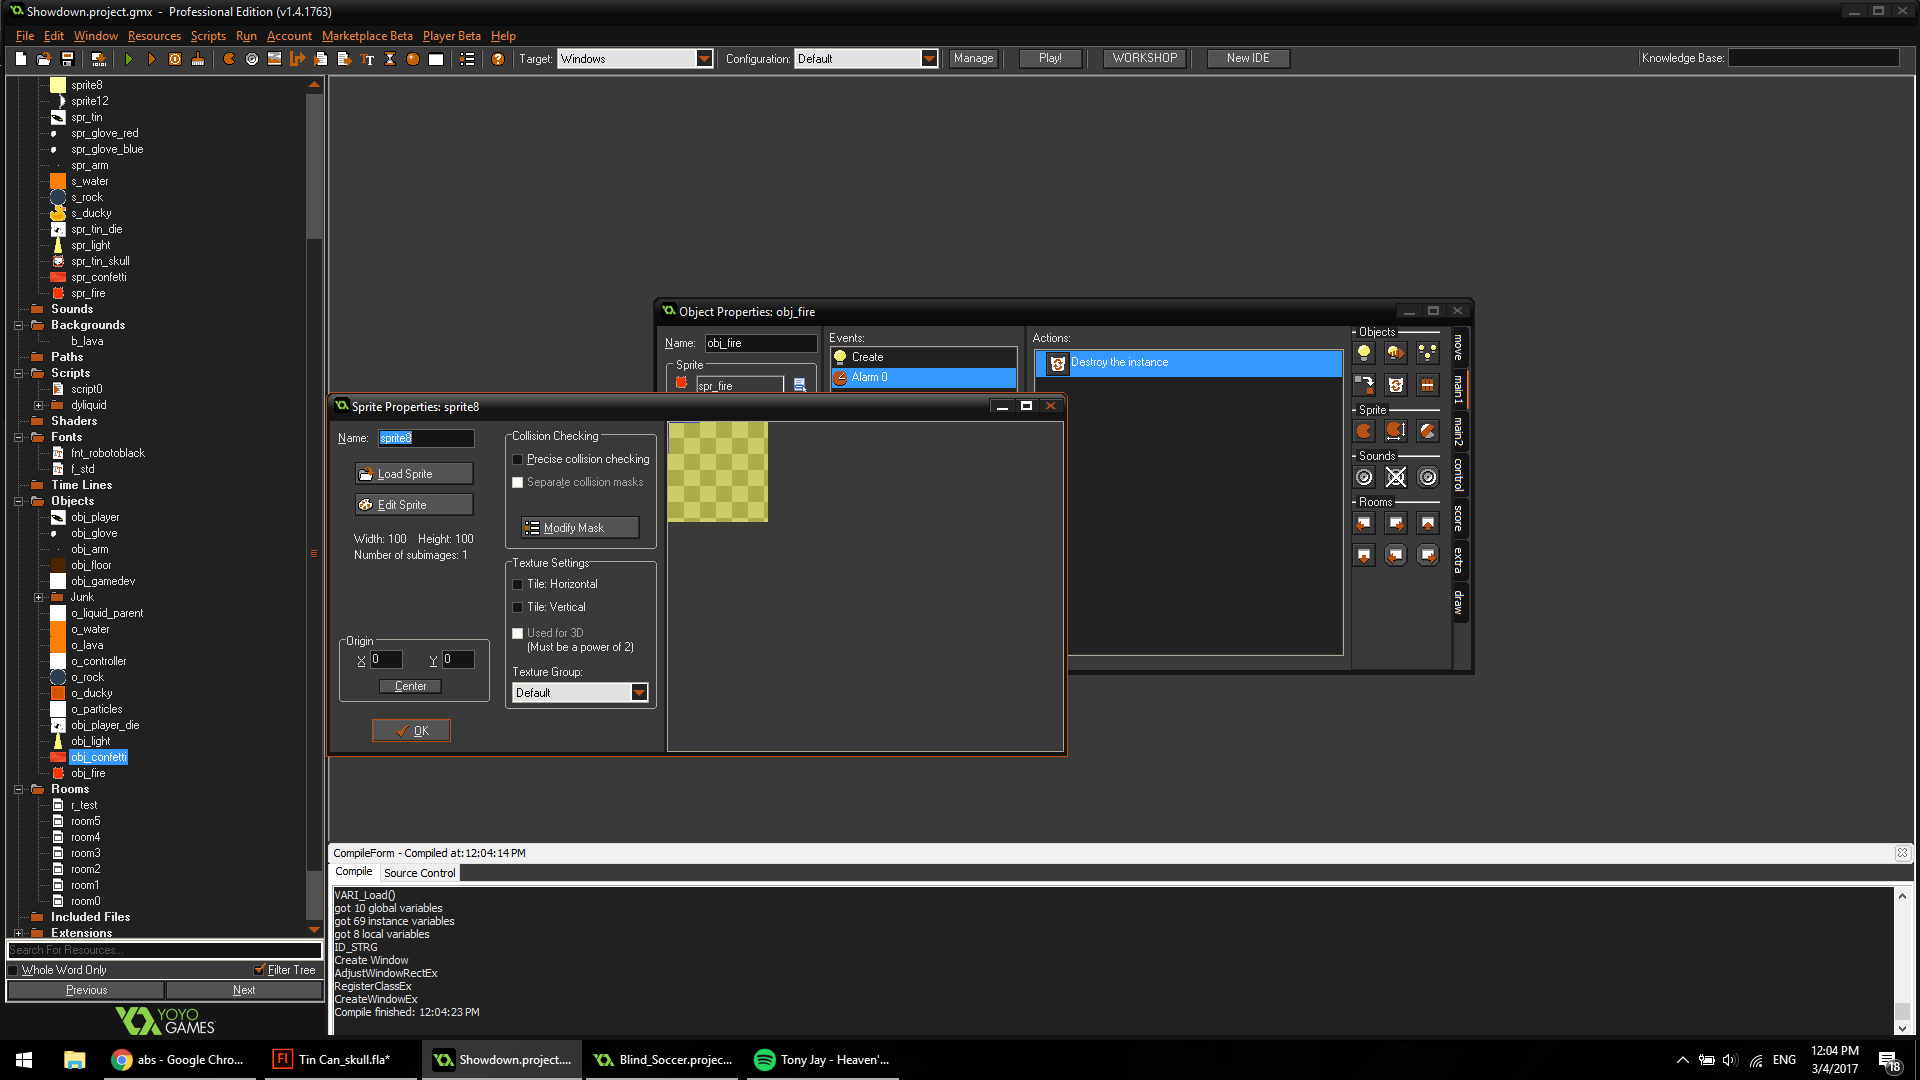 Showdown.project.gmx  -  Professional Edition (v1.4.1763)
File Edit Window Resources Scripts Run Account Marketplace Beta Player Beta Help
Target: Windows Configuration: Default Manage Play! WORKSHOP New IDE Knowledge Base:
sprite8
sprite12
spr_tin
spr_glove_red
spr_glove_blue
spr_arm
s_water
s_rock
s_ducky
spr_tin_die
spr_light
spr_tin_skull
spr_confetti
spr_fire
Sounds
Backgrounds
b_lava
Paths
Scripts
script0
dyliquid
Shaders
Fonts
fnt_robotoblack
f_std
Time Lines
Objects
obj_player
obj_glove
obj_arm
obj_floor
obj_gamedev
Junk
o_liquid_parent
o_water
o_lava
o_controller
o_rock
o_ducky
o_particles
obj_player_die
obj_light
obj_confetti
obj_fire
Rooms
r_test
room5
room4
room3
room2
room1
room0
Included Files
Extensions
Search For Resources...
Whole Word Only Filter Tree
Previous Next
YOYO
GAMES
Object Properties: obj_fire
Name: obj_fire
Sprite
spr_fire
Events:
Create
Alarm 0
Actions:
Destroy the instance
Objects
Sprite
Sounds
Rooms
move
main1
main2
control
score
extra
draw
Sprite Properties: sprite8
Name: sprite8
Load Sprite
Edit Sprite
Width: 100 Height: 100
Number of subimages: 1
Origin
X 0 Y 0
Center
OK
Collision Checking
Precise collision checking
Separate collision masks
Modify Mask
Texture Settings
Tile: Horizontal
Tile: Vertical
Used for 3D
(Must be a power of 2)
Texture Group:
Default
CompileForm - Compiled at:12:04:14 PM
Compile Source Control
VARI_Load()
got 10 global variables
got 69 instance variables
got 8 local variables
ID_STRG
Create Window
AdjustWindowRectEx
RegisterClassEx
CreateWindowEx
Compile finished: 12:04:23 PM
abs - Google Chro...
Fl Tin Can_skull.fla*
Showdown.project....
Blind_Soccer.projec...
Tony Jay - Heaven'...
ENG
12:04 PM
3/4/2017
18